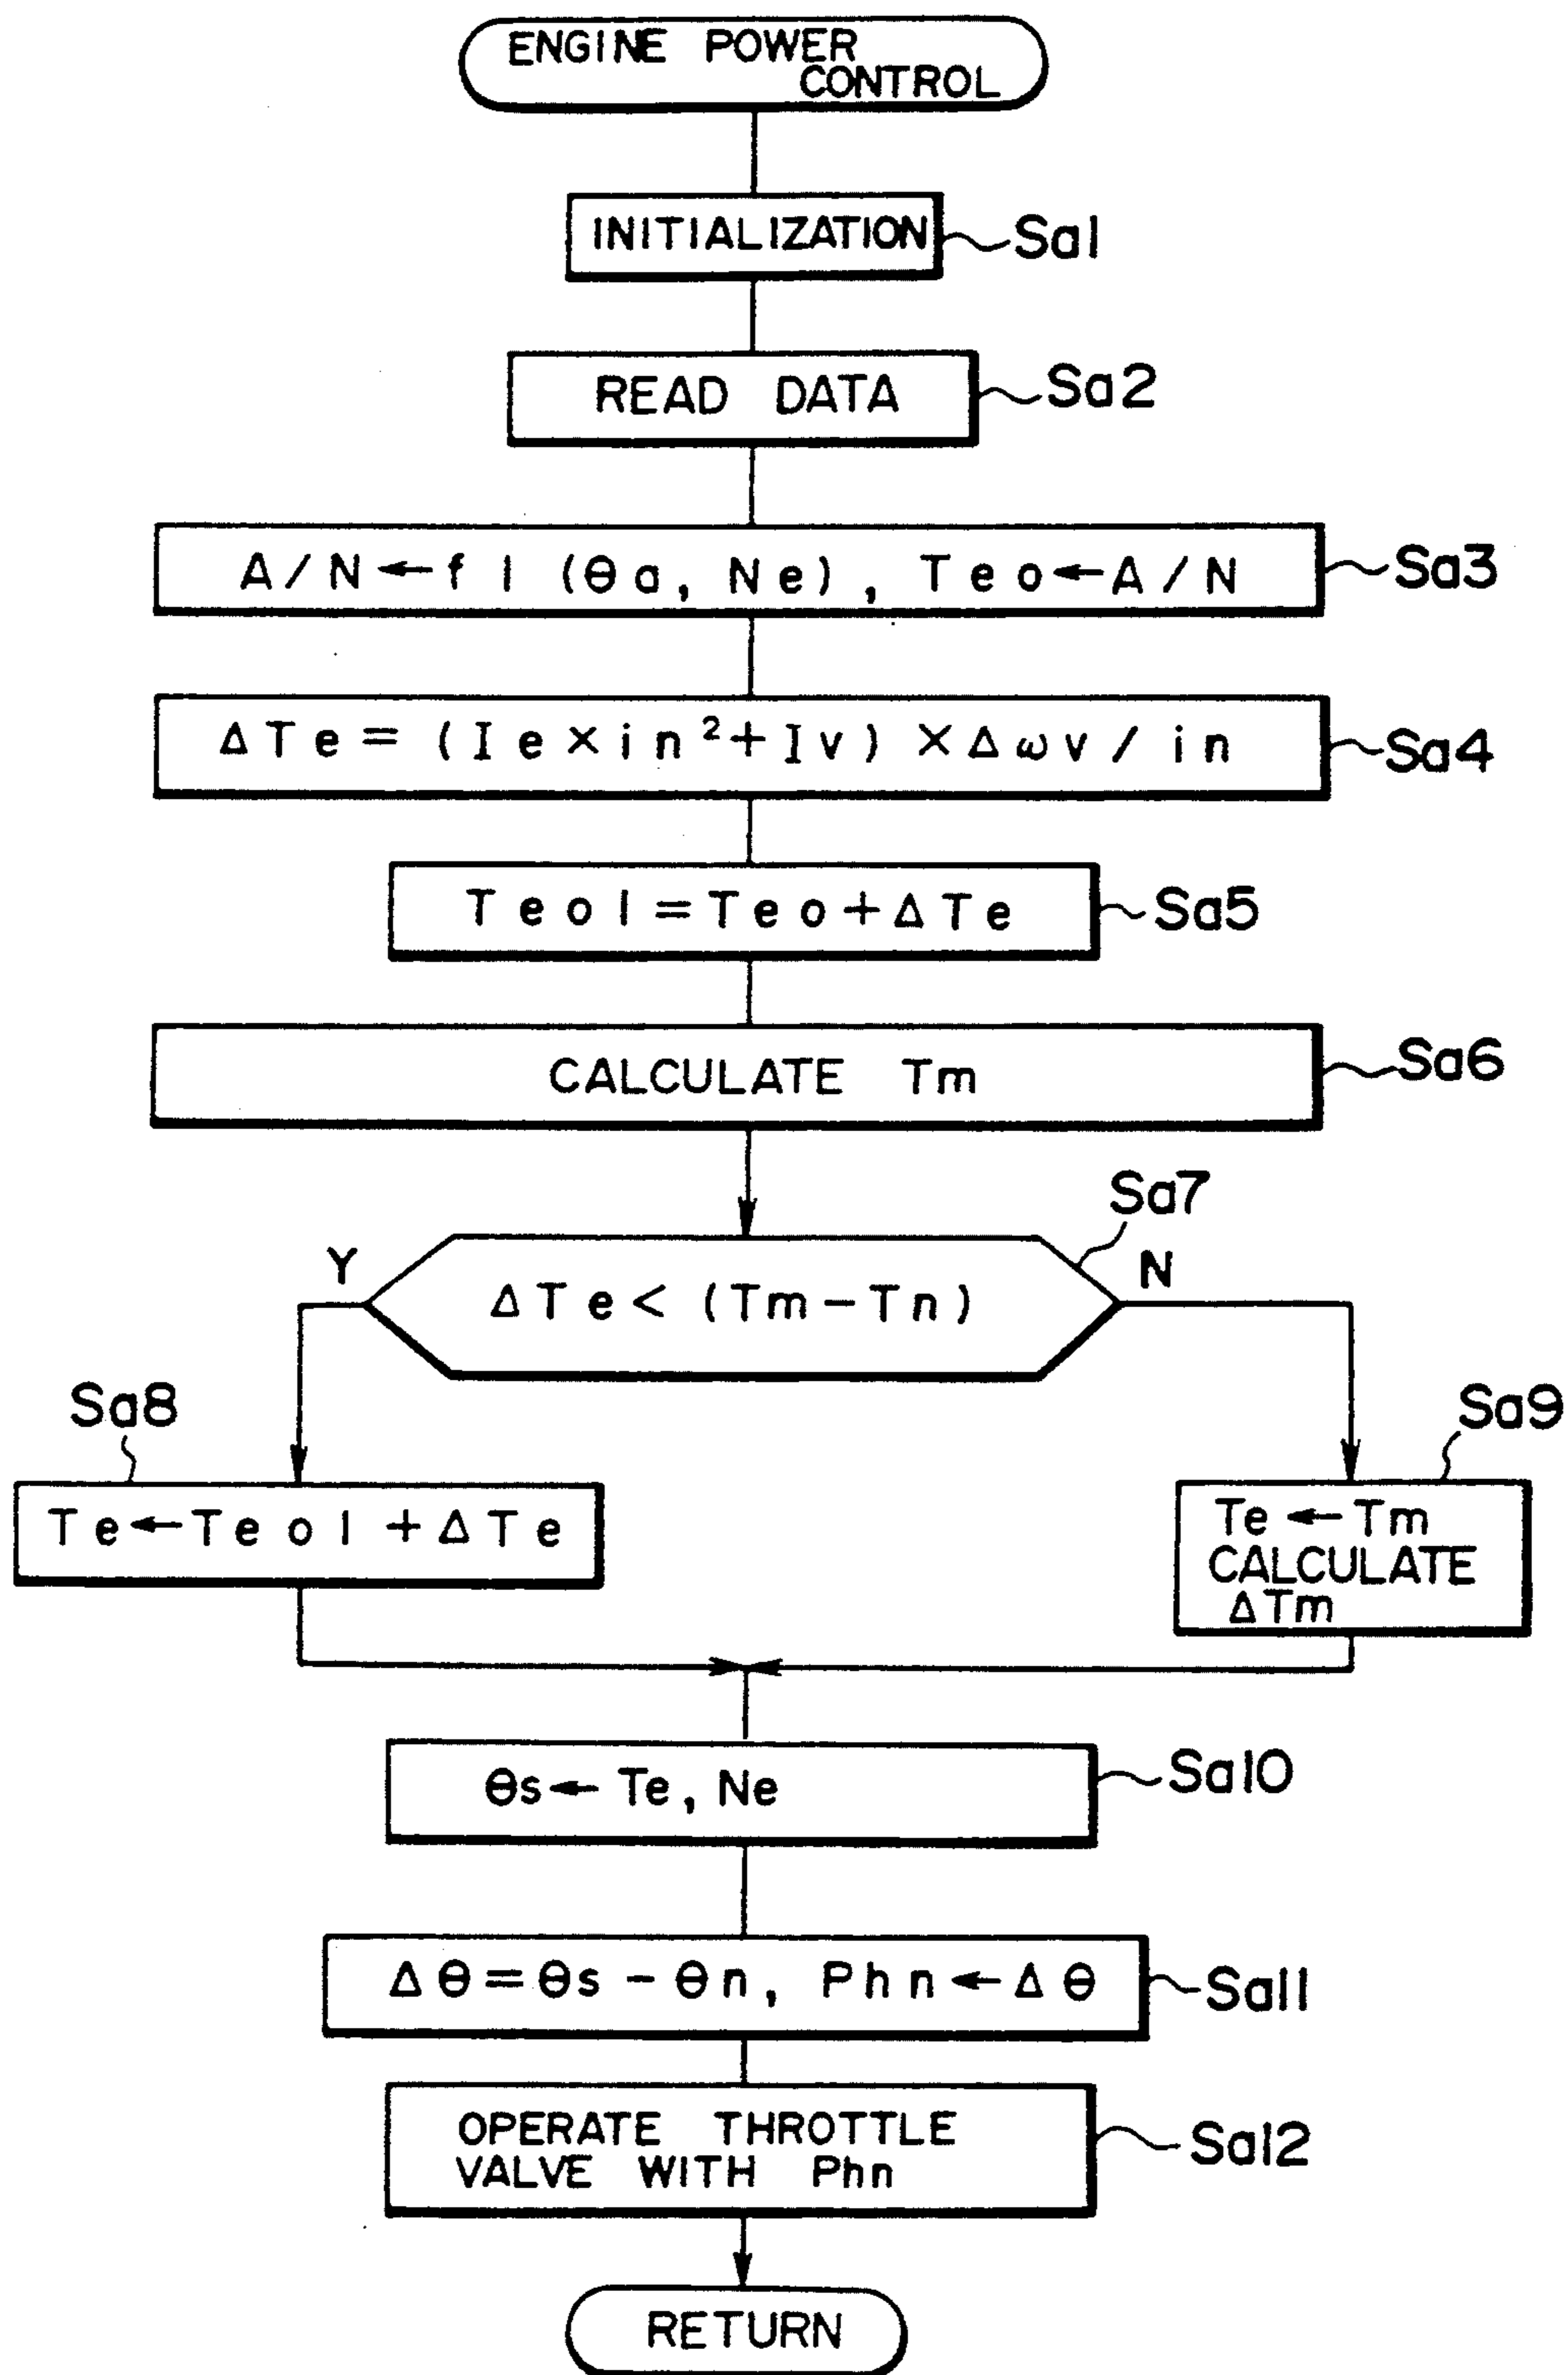 ENGINE POWER
CONTROL
INITIALIZATION
Sa1
READ DATA
Sa2
A/N←f1(θa, Ne), Teo←A/N
Sa3
ΔTe=(Ie×in²+Iv)×Δωv/in
Sa4
Teo1=Teo+ΔTe
Sa5
CALCULATE Tm
Sa6
Sa7
Y
ΔTe<(Tm-Tn)
N
Sa8
Te←Teo1+ΔTe
Sa9
Te←Tm
CALCULATE
ΔTm
θs←Te, Ne
Sa10
Δθ=θs-θn, Phn←Δθ
Sa11
OPERATE THROTTLE
VALVE WITH Phn
Sa12
RETURN